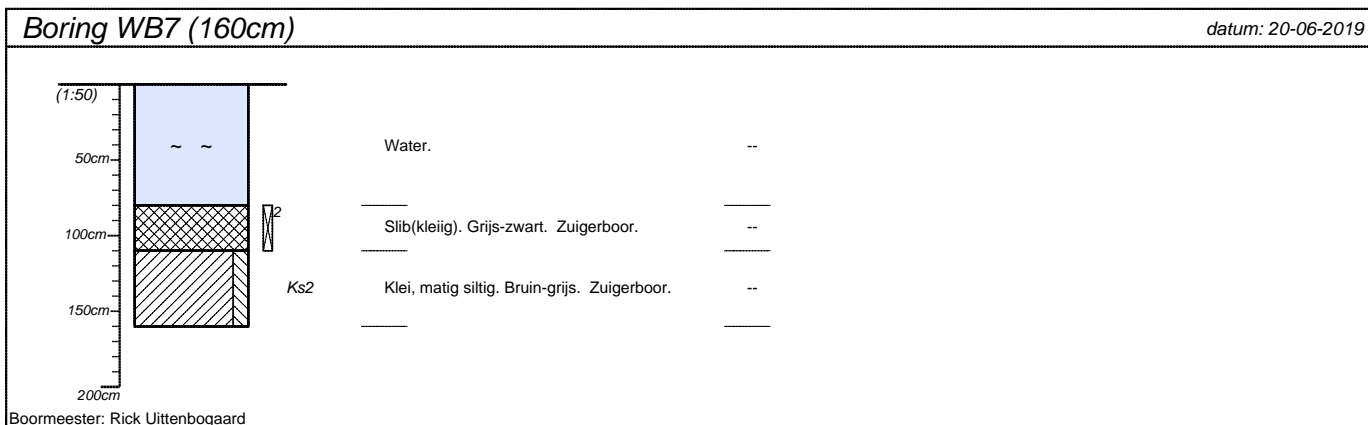 Boring WB7 (160cm)
datum: 20-06-2019
(1:50)
~ ~
Water.
--
50cm
2
Slib(kleiig). Grijs-zwart. Zuigerboor.
--
100cm
Ks2
Klei, matig siltig. Bruin-grijs. Zuigerboor.
--
150cm
200cm
Boormeester: Rick Uittenbogaard